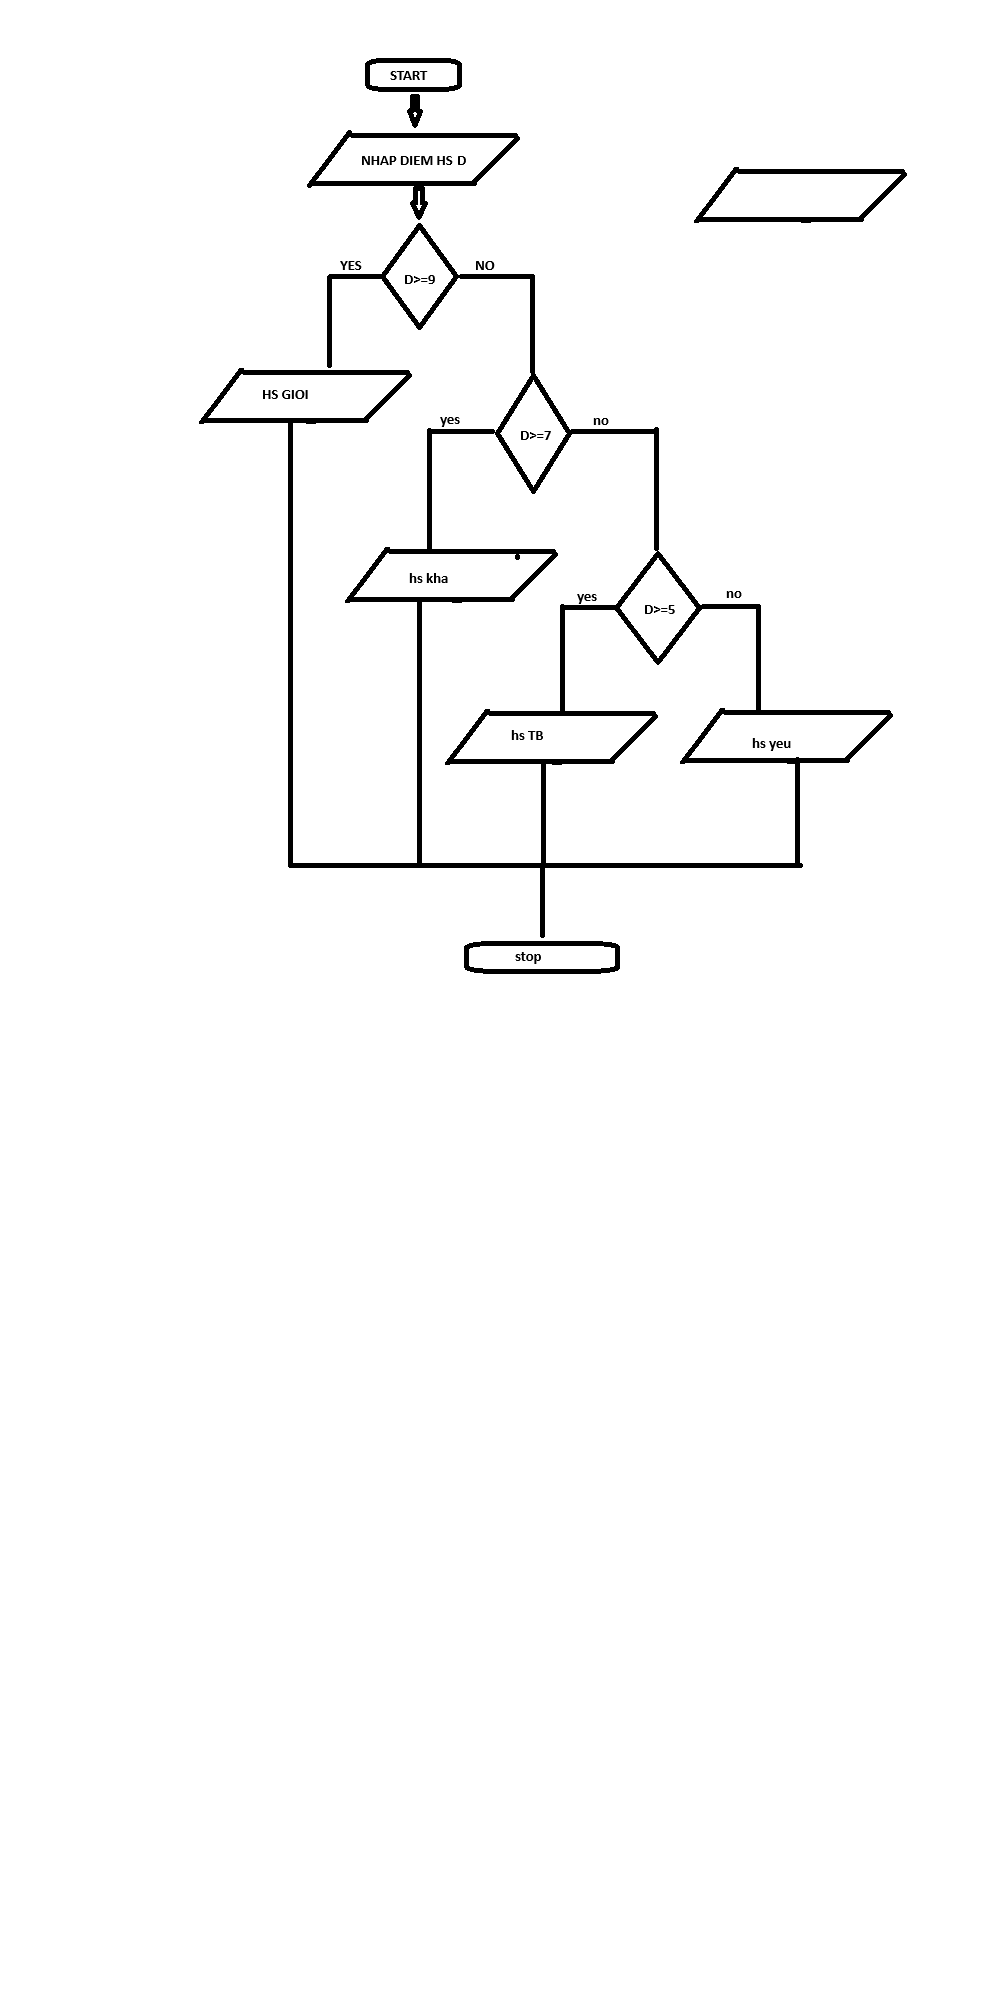 START
NHAP DIEM HS D
YES
NO
D>=9
HS GIOI
yes
no
D>=7
hs kha
yes
no
D>=5
hs TB
hs yeu
stop